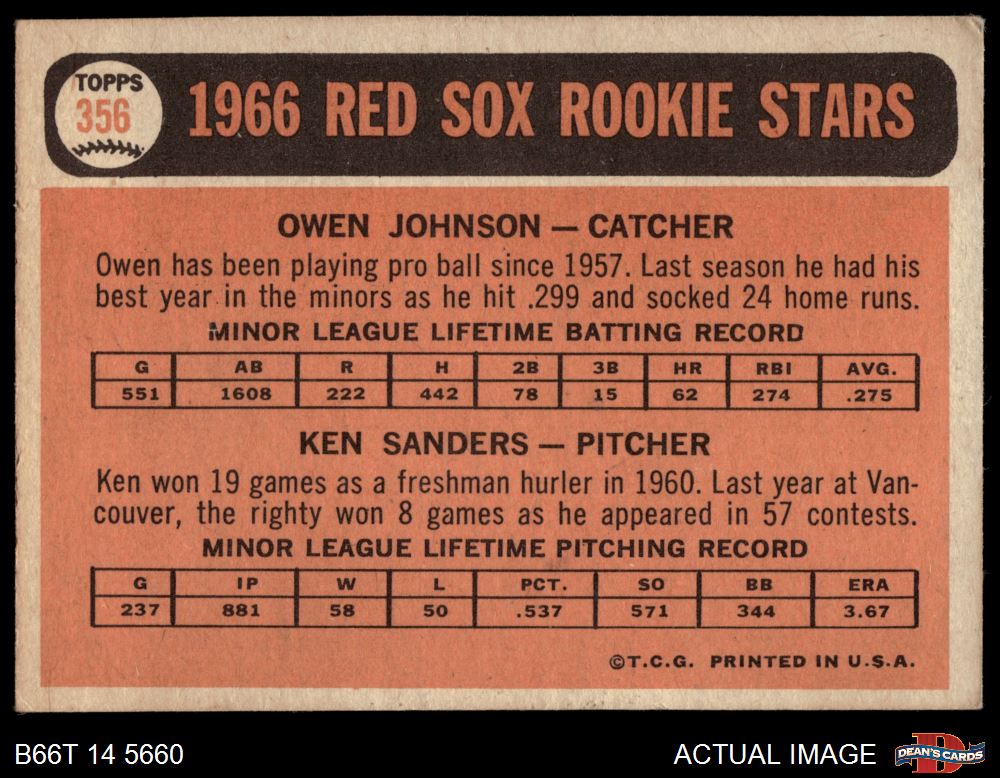 TOPPS
356
1966 RED SOX ROOKIE STARS
OWEN JOHNSON — CATCHER
Owen has been playing pro ball since 1957. Last season he had his
best year in the minors as he hit .299 and socked 24 home runs.
MINOR LEAGUE LIFETIME BATTING RECORD
G AB R H 2B 3B HR RBI AVG.
551 1608 222 442 78 15 62 274 .275
KEN SANDERS — PITCHER
Ken won 19 games as a freshman hurler in 1960. Last year at Van-
couver, the righty won 8 games as he appeared in 57 contests.
MINOR LEAGUE LIFETIME PITCHING RECORD
G IP W L PCT. SO BB ERA
237 881 58 50 .537 571 344 3.67
©T.C.G. PRINTED IN U.S.A.
B66T 14 5660
ACTUAL IMAGE
DEAN'S CARDS